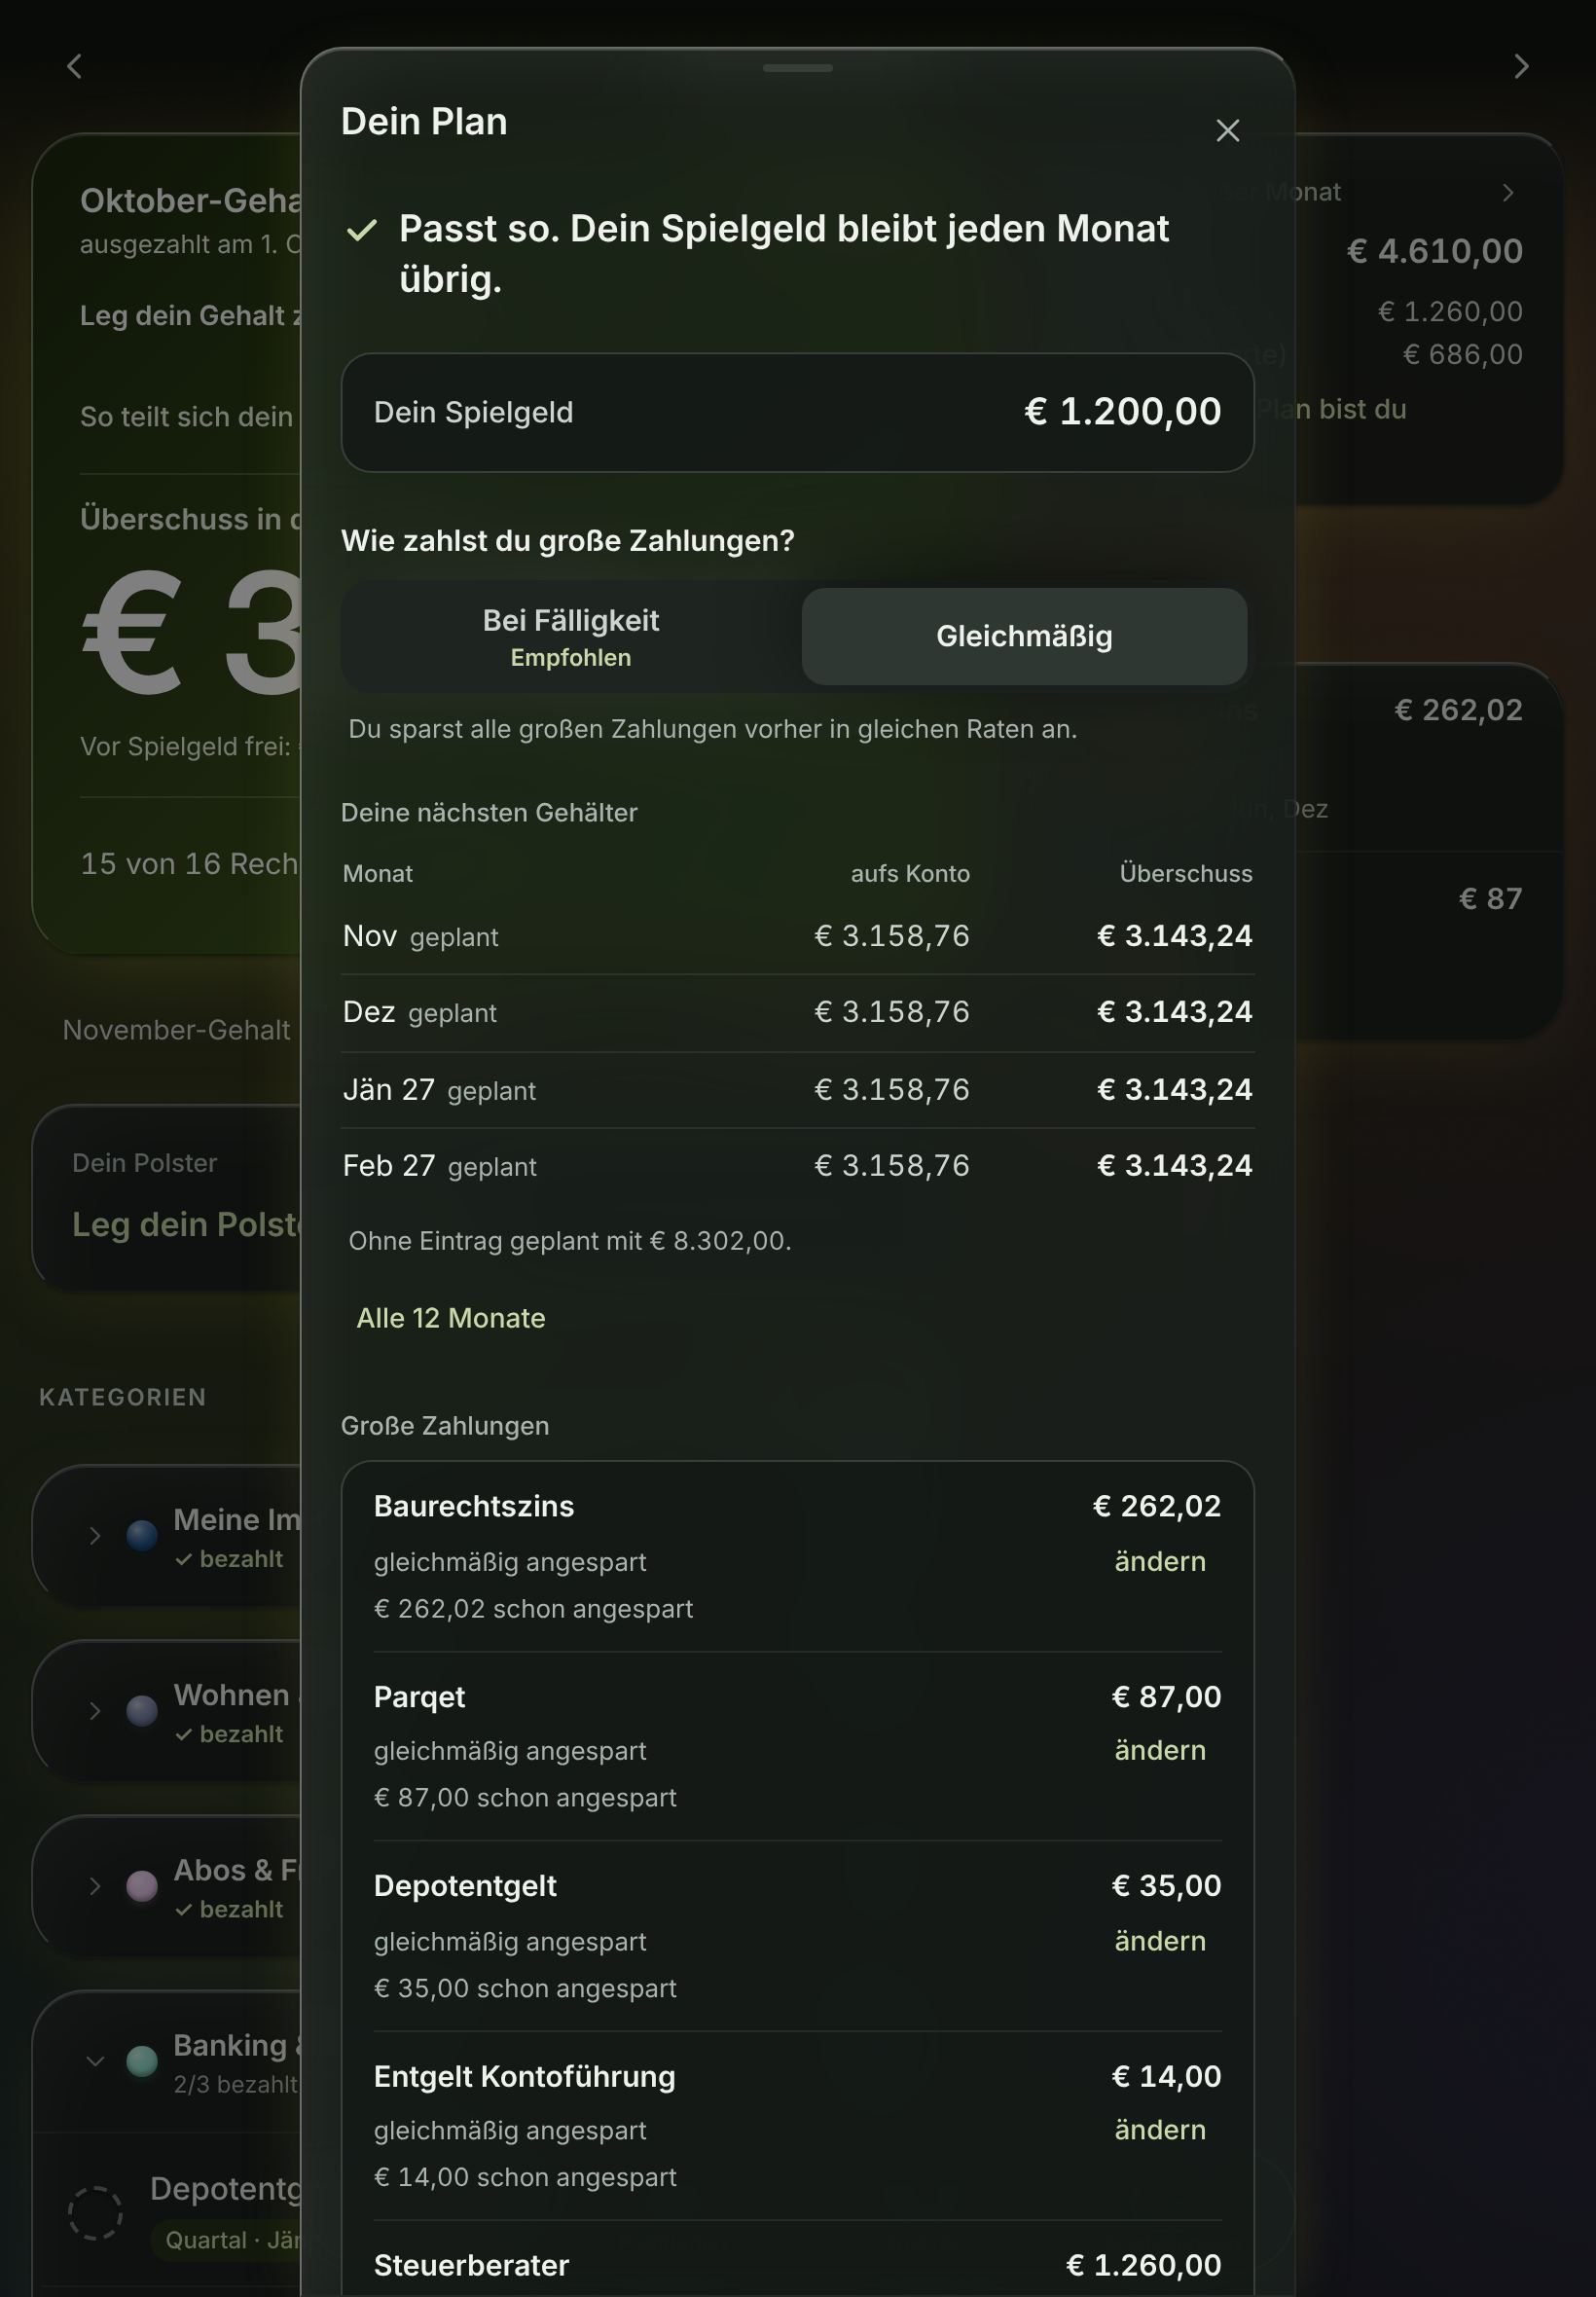 Dein Plan
Passt so. Dein Spielgeld bleibt jeden Monat
übrig.
Dein Spielgeld € 1.200,00
Wie zahlst du große Zahlungen?
Bei Fälligkeit
Empfohlen
Gleichmäßig
Du sparst alle großen Zahlungen vorher in gleichen Raten an.
Deine nächsten Gehälter
Monat aufs Konto Überschuss
Nov geplant € 3.158,76 € 3.143,24
Dez geplant € 3.158,76 € 3.143,24
Jän 27 geplant € 3.158,76 € 3.143,24
Feb 27 geplant € 3.158,76 € 3.143,24
Ohne Eintrag geplant mit € 8.302,00.
Alle 12 Monate
Große Zahlungen
Baurechtszins € 262,02
gleichmäßig angespart ändern
€ 262,02 schon angespart
Parqet € 87,00
gleichmäßig angespart ändern
€ 87,00 schon angespart
Depotentgelt € 35,00
gleichmäßig angespart ändern
€ 35,00 schon angespart
Entgelt Kontoführung € 14,00
gleichmäßig angespart ändern
€ 14,00 schon angespart
Steuerberater € 1.260,00
Oktober-Geha
ausgezahlt am 1. O
Leg dein Gehalt z
So teilt sich dein
Überschuss in d
€ 3
Vor Spielgeld frei:
15 von 16 Rech
November-Gehalt
Dein Polster
Leg dein Polste
KATEGORIEN
Meine Im
✓ bezahlt
Wohnen
✓ bezahlt
Abos & Fr
✓ bezahlt
Banking &
2/3 bezahlt
Depotentg
Quartal · Jän
Monat
€ 4.610,00
€ 1.260,00
€ 686,00
Plan bist du
€ 262,02
Dez
€ 87